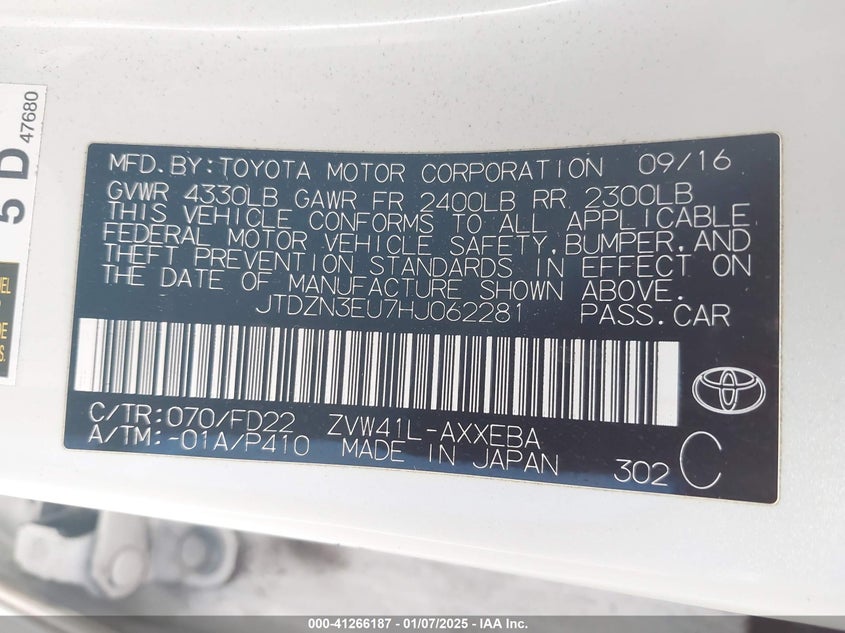 5 D
47680
MFD.BY:TOYOTA MOTOR CORPORATION 09/16
GVWR 4330LB GAWR FR 2400LB RR 2300LB
THIS VEHICLE CONFORMS TO ALL APPLICABLE
FEDERAL MOTOR VEHICLE SAFETY,BUMPER,AND
THEFT PREVENTION STANDARDS IN EFFECT ON
THE DATE OF MANUFACTURE SHOWN ABOVE.
JTDZN3EU7HJ062281 PASS.CAR
C/TR:070/FD22 ZVW41L-AXXEBA
A/TM:-01A/P410 MADE IN JAPAN
302 C
000-41266187 - 01/07/2025 - IAA Inc.